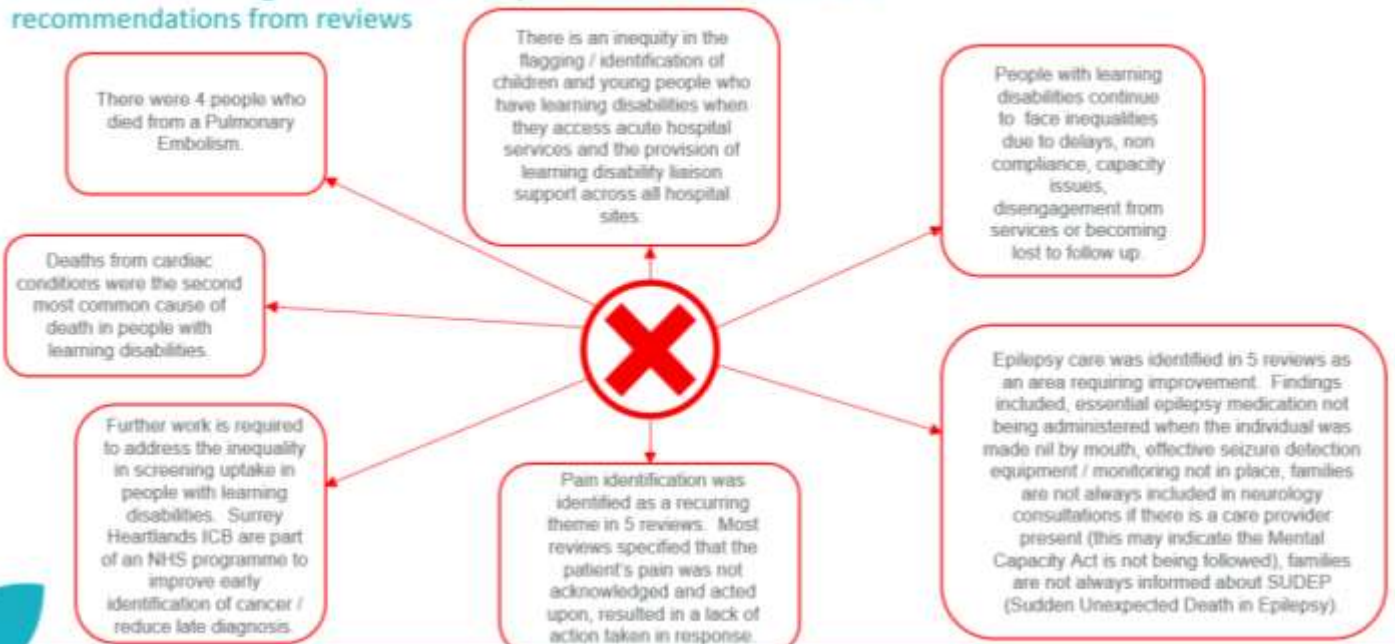 recommendations from reviews
There were 4 people who
died from a Pulmonary
Embolism.
There is an inequity in the
flagging / identification of
children and young people who
have learning disabilities when
they access acute hospital
services and the provision of
learning disability liaison
support across all hospital
sites.
People with learning
disabilities continue
to face inequalities
due to delays, non
compliance, capacity
issues,
disengagement from
services or becoming
lost to follow up.
Deaths from cardiac
conditions were the second
most common cause of
death in people with
learning disabilities.
Further work is required
to address the inequality
in screening uptake in
people with learning
disabilities. Surrey
Heartlands ICB are part
of an NHS programme to
improve early
identification of cancer /
reduce late diagnosis
Pain identification was
identified as a recurring
theme in 5 reviews. Most
reviews specified that the
patient's pain was not
acknowledged and acted
upon, resulted in a lack of
action taken in response.
Epilepsy care was identified in 5 reviews as
an area requiring improvement. Findings
included, essential epilepsy medication not
being administered when the individual was
made nil by mouth, effective seizure detection
equipment / monitoring not in place, families
are not always included in neurology
consultations if there is a care provider
present (this may indicate the Mental
Capacity Act is not being followed), families
are not always informed about SUDEP
(Sudden Unexpected Death in Epilepsy)